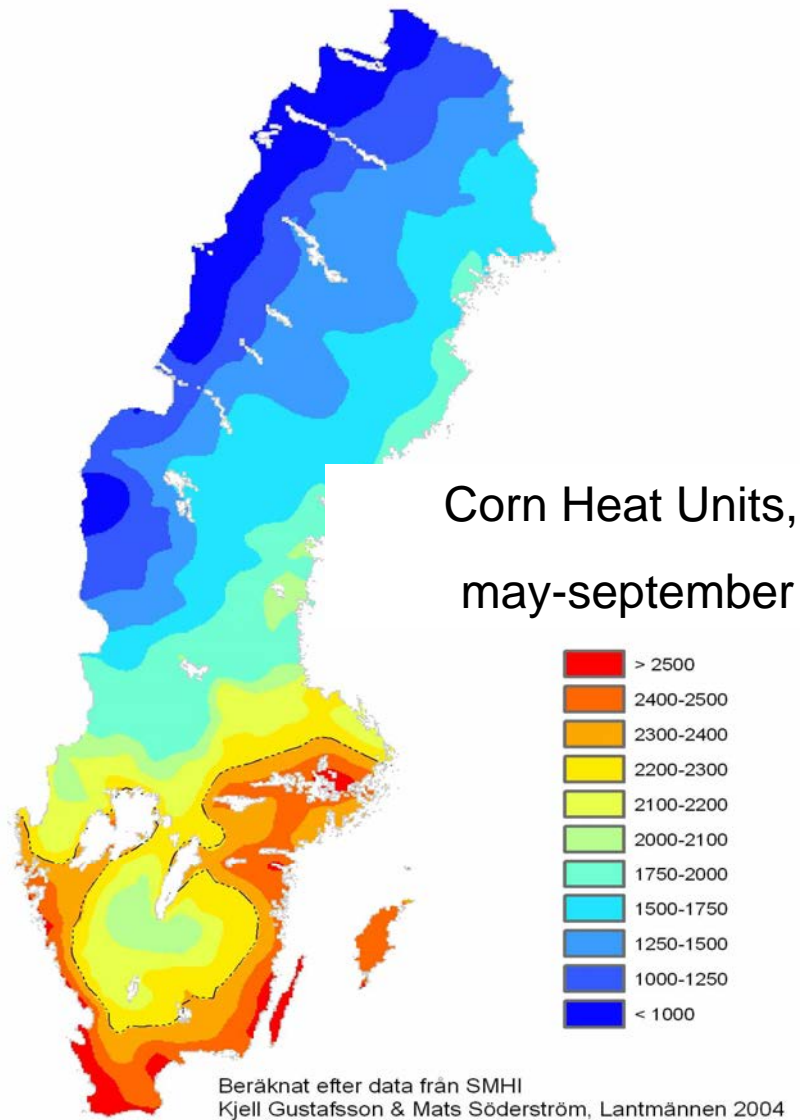 Corn Heat Units,
may-september
> 2500
2400-2500
2300-2400
2200-2300
2100-2200
2000-2100
1750-2000
1500-1750
1250-1500
1000-1250
< 1000
Beräknat efter data från SMHI
Kjell Gustafsson & Mats Söderström, Lantmännen 2004